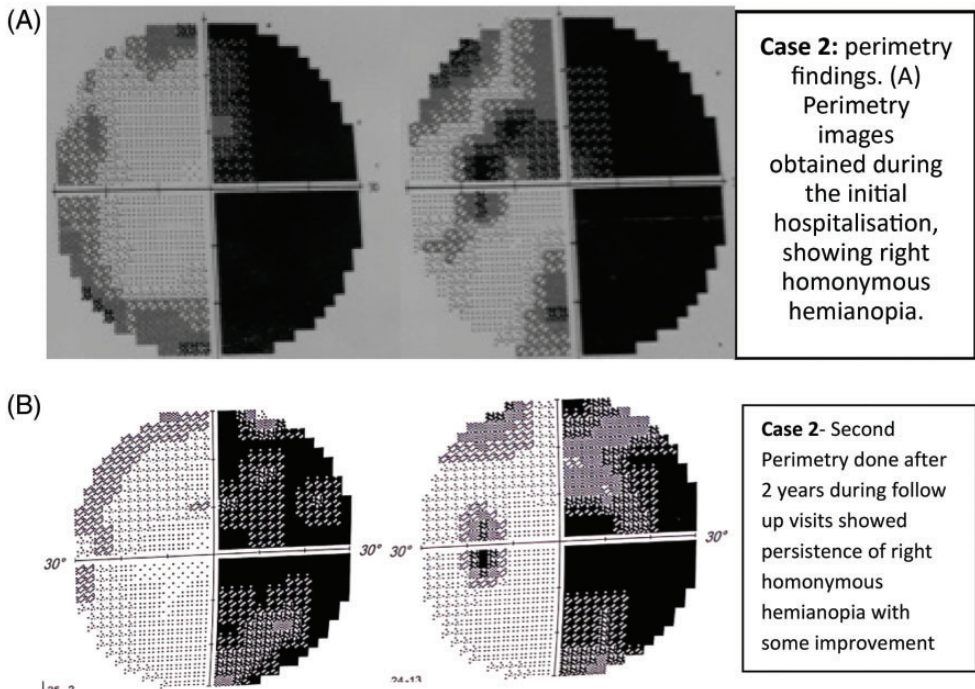 (A)
Case 2: perimetry
findings. (A)
Perimetry
images
obtained during
the initial
hospitalisation,
showing right
homonymous
hemianopia.
(B)
30°
30°
30°
30°
Case 2- Second
Perimetry done after
2 years during follow
up visits showed
persistence of right
homonymous
hemianopia with
some improvement
24-13